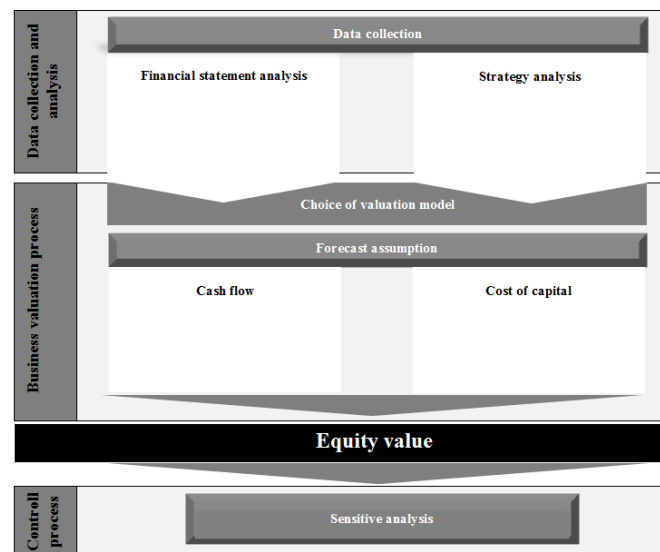 Data collection and
analysis
Data collection
Financial statement analysis
Strategy analysis
Business valuation process
Choice of valuation model
Forecast assumption
Cash flow
Cost of capital
Equity value
Controll
process
Sensitive analysis